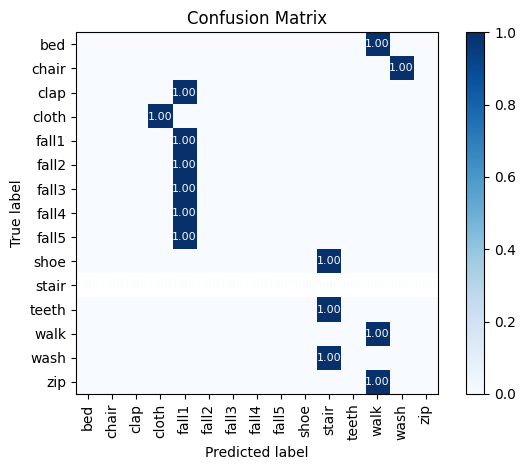 Confusion Matrix
bed
chair
clap
cloth
fall1
fall2
fall3
fall4
fall5
shoe
stair
teeth
walk
wash
zip
True label
1.00
1.00
1.00
1.00
1.00
1.00
1.00
1.00
1.00
1.00
1.00
1.00
1.00
1.00
bed
chair
clap
cloth
fall1
fall2
fall3
fall4
fall5
shoe
stair
teeth
walk
wash
zip
Predicted label
1.0
0.8
0.6
0.4
0.2
0.0